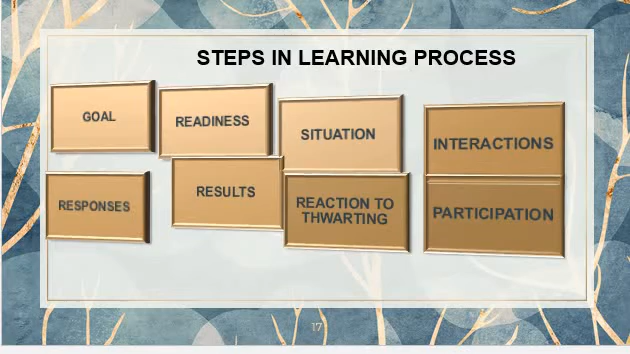 STEPS IN LEARNING PROCESS
GOAL
READINESS
SITUATION
INTERACTIONS
RESPONSES
RESULTS
REACTION TO
THWARTING
PARTICIPATION
17